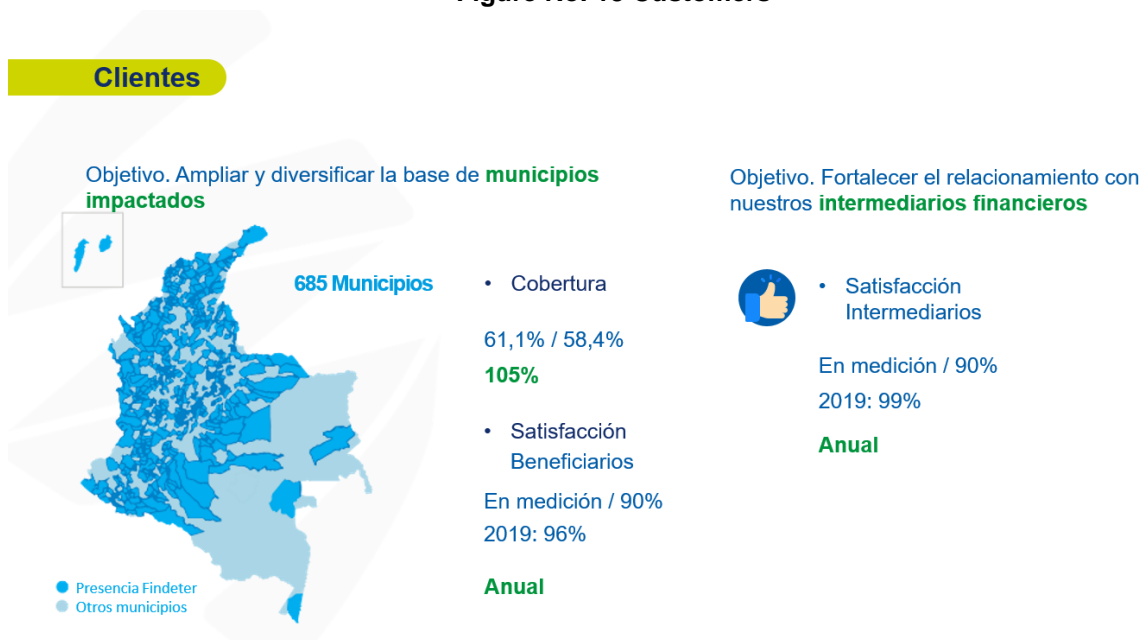 Clientes
Objetivo. Ampliar y diversificar la base de municipios
impactados
685 Municipios
• Cobertura
61,1% / 58,4%
105%
• Satisfacción
Beneficiarios
En medición / 90%
2019: 96%
Anual
Presencia Findeter
Otros municipios
Objetivo. Fortalecer el relacionamiento con
nuestros intermediarios financieros
• Satisfacción
Intermediarios
En medición / 90%
2019: 99%
Anual